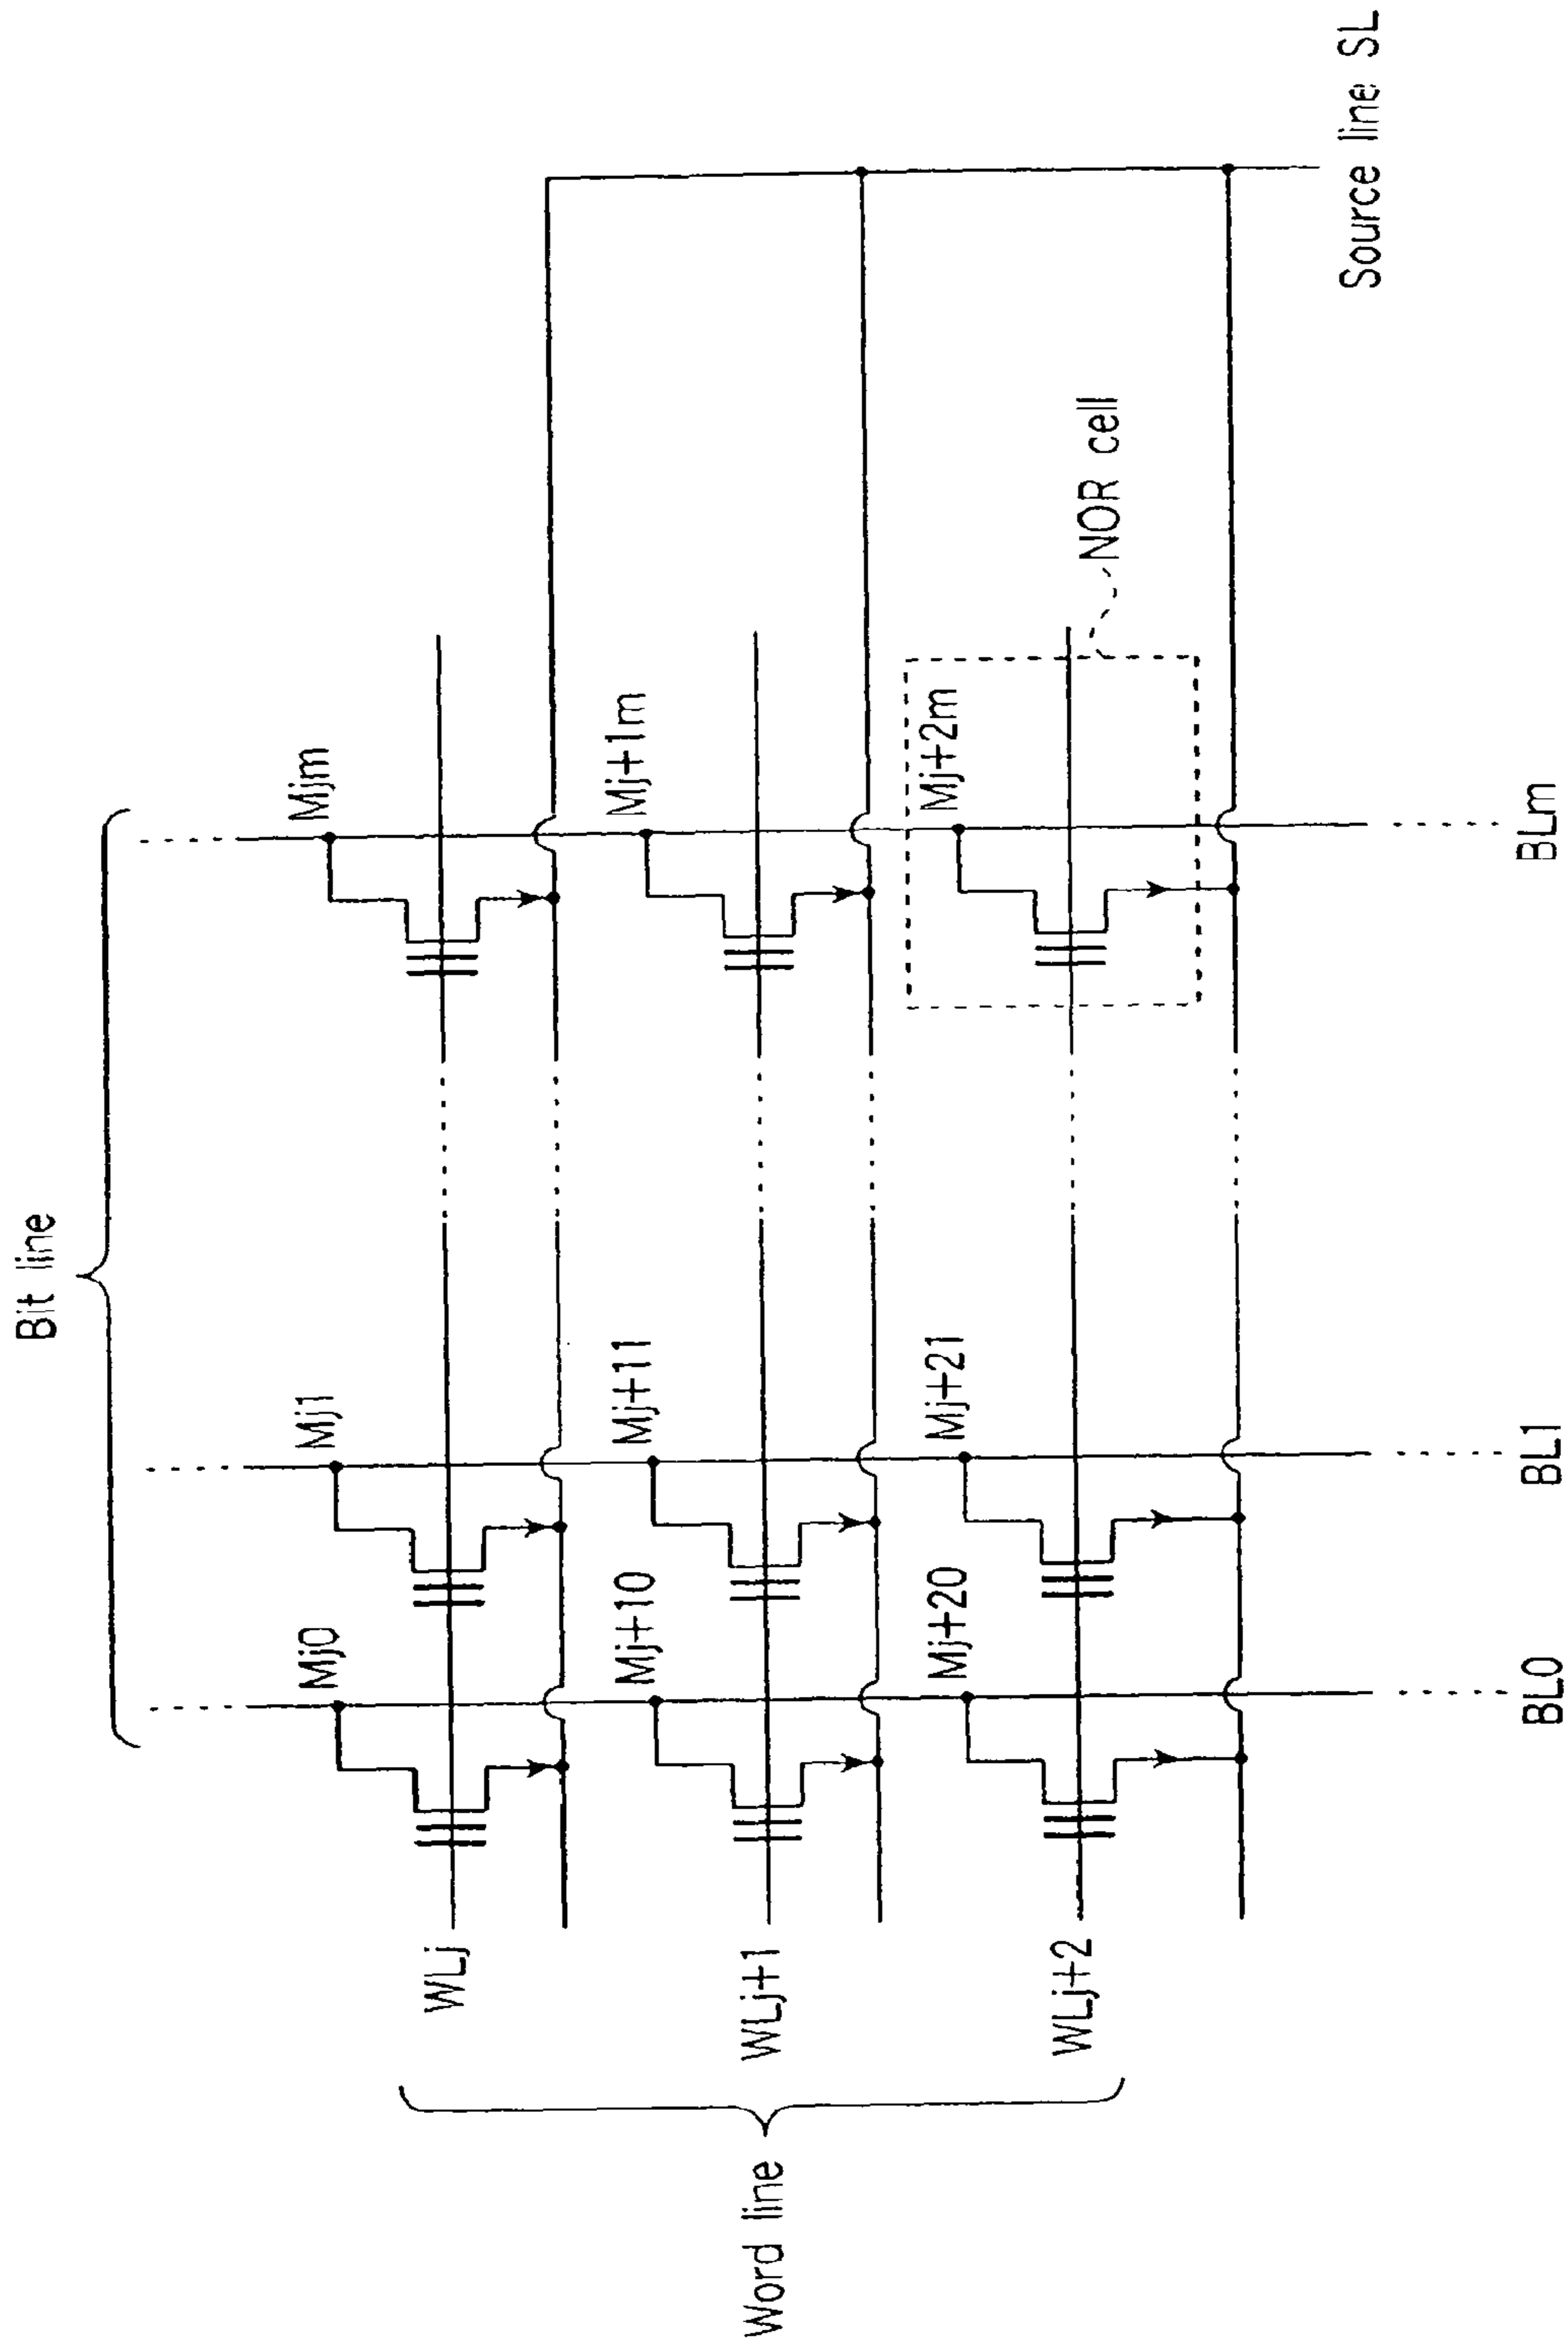 Bit line
Mj0
Mj1
Mjm
WLj
Mj+10
Mj+11
Mj+1m
WLj+1
Word line
Mj+20
Mj+21
Mj+2m
NOR cell
WLj+2
Source line SL
BL0
BL1
BLm